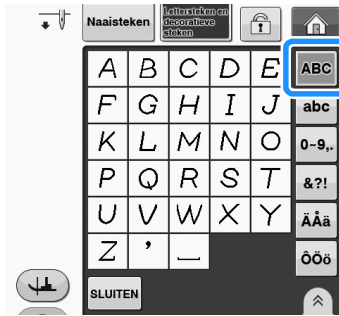 Naaisteken
Lettersteken en
decoratieve
steken
A B C D E ABC
F G H I J abc
K L M N O 0~9,.
P Q R S T &?!
U V W X Y ÄÅä
Z ’ _ ÔÖö
SLUITEN